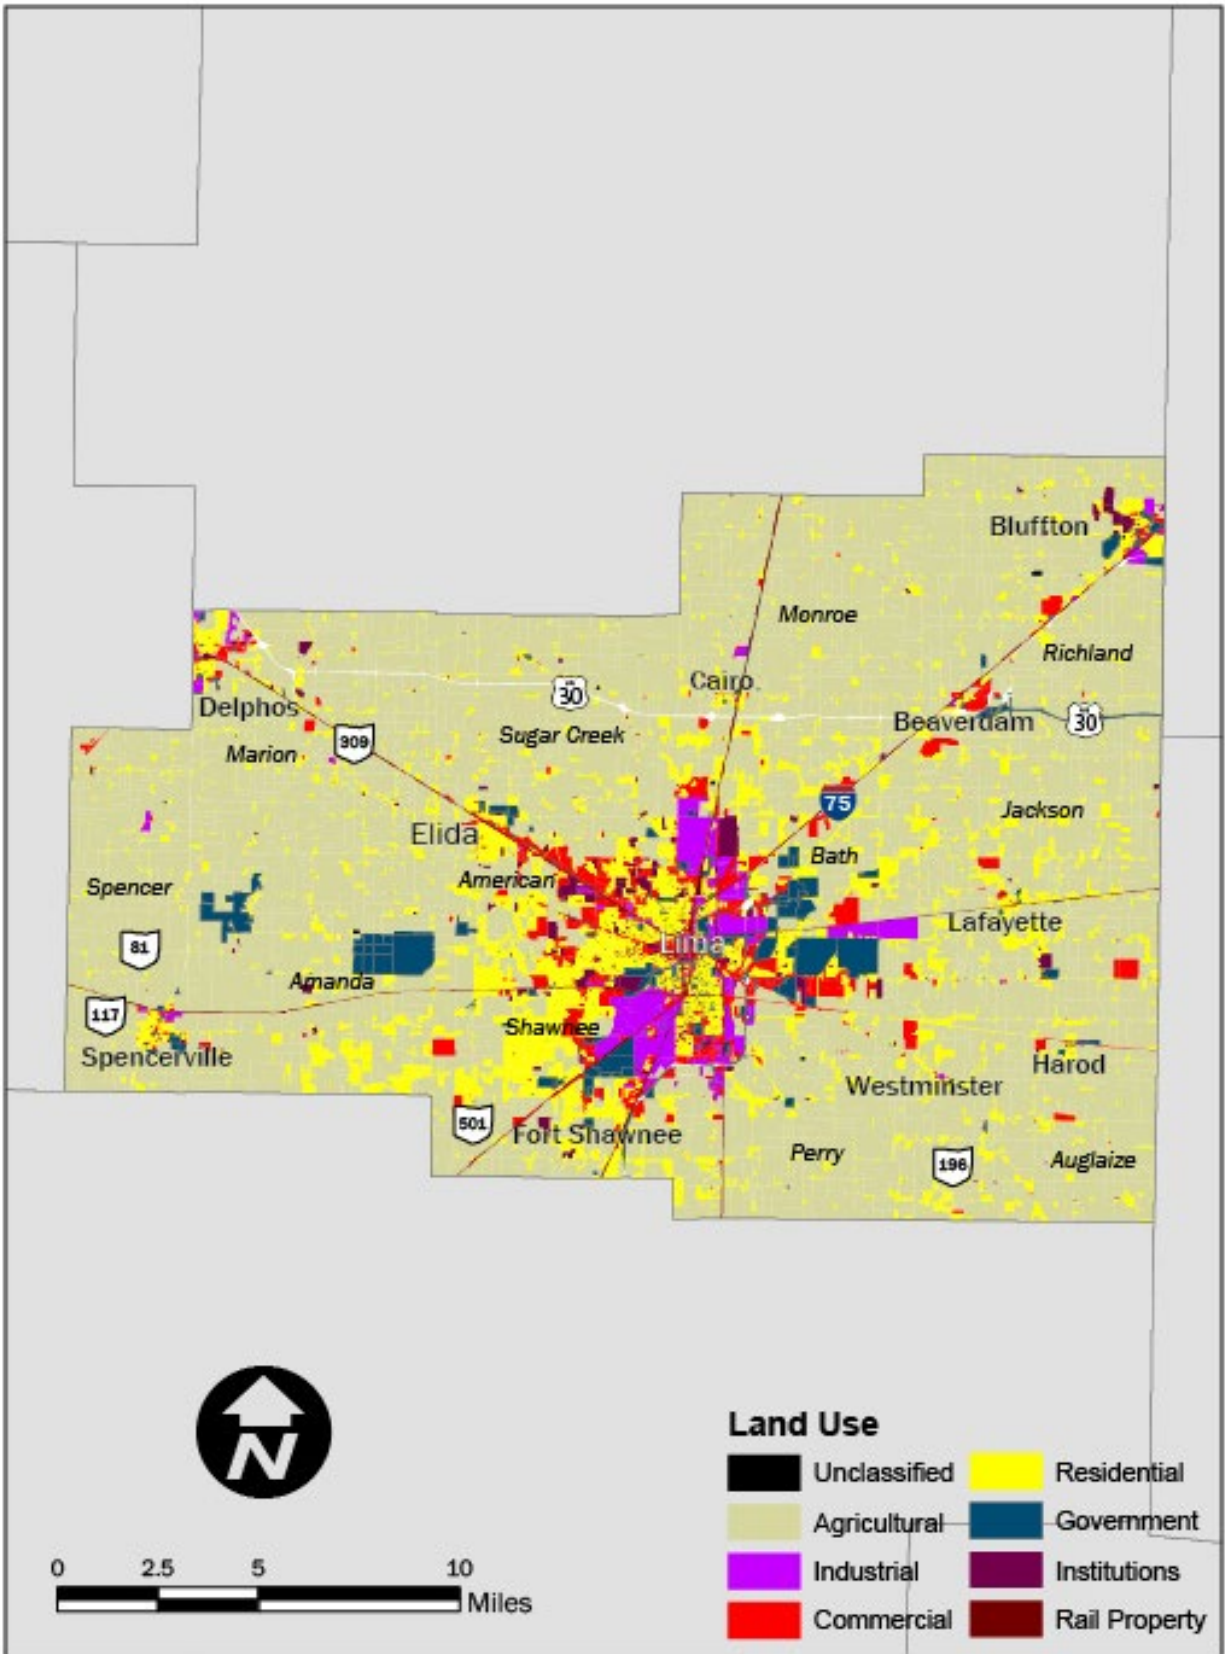 Bluffton
Monroe
Richland
Cairo
30
Delphos
Beaverdam
30
Sugar Creek
309
Marion
75
Jackson
Elida
Bath
American
Spencer
Lafayette
81
Lima
Amanda
117
Shawnee
Spencerville
Harod
Westminster
501
Fort Shawnee
Perry
196
Auglaize
N
Land Use
Unclassified
Residential
Agricultural
Government
Industrial
Institutions
Commercial
Rail Property
0 2.5 5 10
Miles